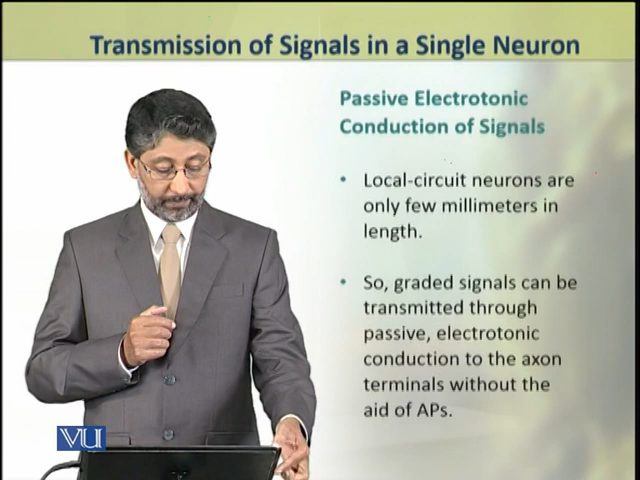 Transmission of Signals in a Single Neuron
Passive Electrotonic
Conduction of Signals
• Local-circuit neurons are
only few millimeters in
length.
• So, graded signals can be
transmitted through
passive, electrotonic
conduction to the axon
terminals without the
aid of APs.
VU